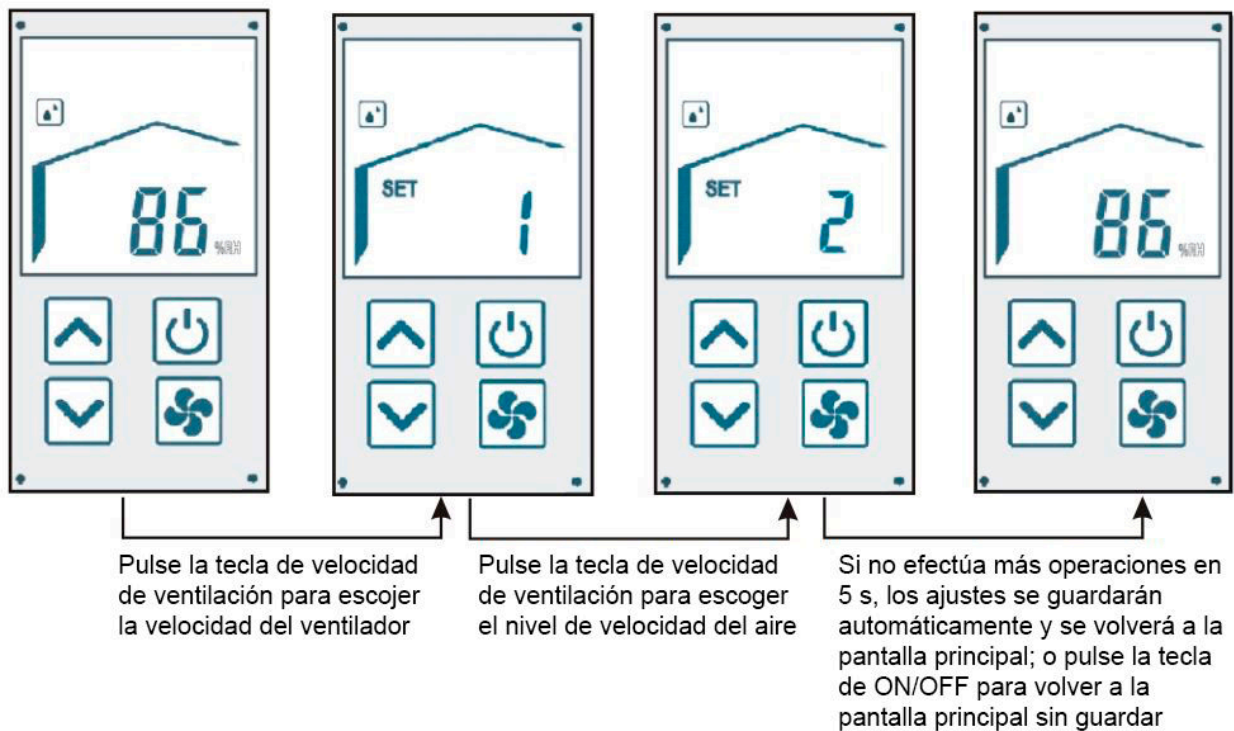 86
SET
1
SET
2
86
Pulse la tecla de velocidad
de ventilación para escojer
la velocidad del ventilador
Pulse la tecla de velocidad
de ventilación para escoger
el nivel de velocidad del aire
Si no efectúa más operaciones en
5 s, los ajustes se guardarán
automáticamente y se volverá a la
pantalla principal; o pulse la tecla
de ON/OFF para volver a la
pantalla principal sin guardar